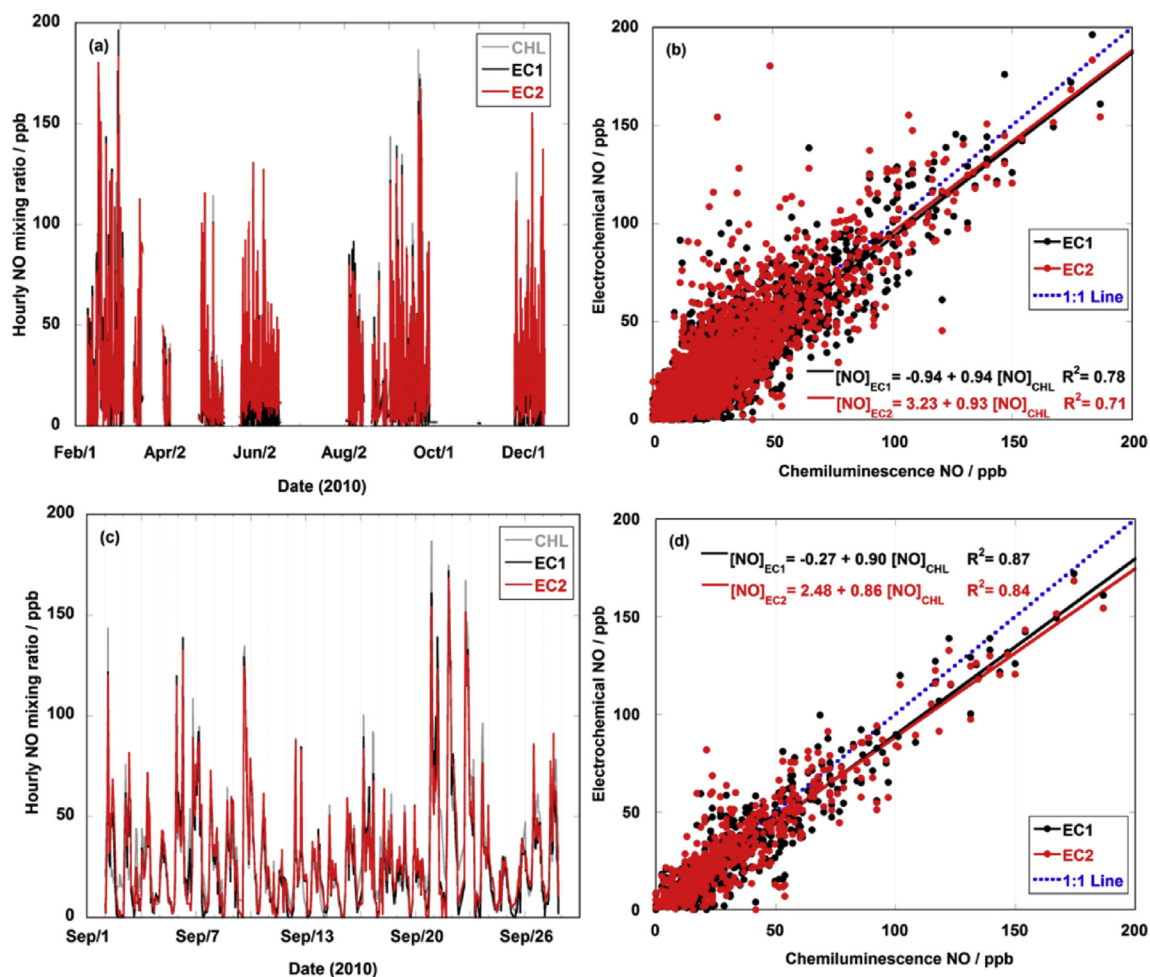 (a)
CHL
EC1
EC2
Hourly NO mixing ratio / ppb
200
150
100
50
0
Feb/1 Apr/2 Jun/2 Aug/2 Oct/1 Dec/1
Date (2010)
(b)
Electrochemical NO / ppb
200
150
100
50
0
EC1
EC2
1:1 Line
[NO]EC1= -0.94 + 0.94 [NO]CHL R2= 0.78
[NO]EC2= 3.23 + 0.93 [NO]CHL R2= 0.71
0 50 100 150 200
Chemiluminescence NO / ppb
(c)
CHL
EC1
EC2
Hourly NO mixing ratio / ppb
200
150
100
50
0
Sep/1 Sep/7 Sep/13 Sep/20 Sep/26
Date (2010)
(d)
Electrochemical NO / ppb
200
150
100
50
0
[NO]EC1= -0.27 + 0.90 [NO]CHL R2= 0.87
[NO]EC2= 2.48 + 0.86 [NO]CHL R2= 0.84
EC1
EC2
1:1 Line
0 50 100 150 200
Chemiluminescence NO / ppb